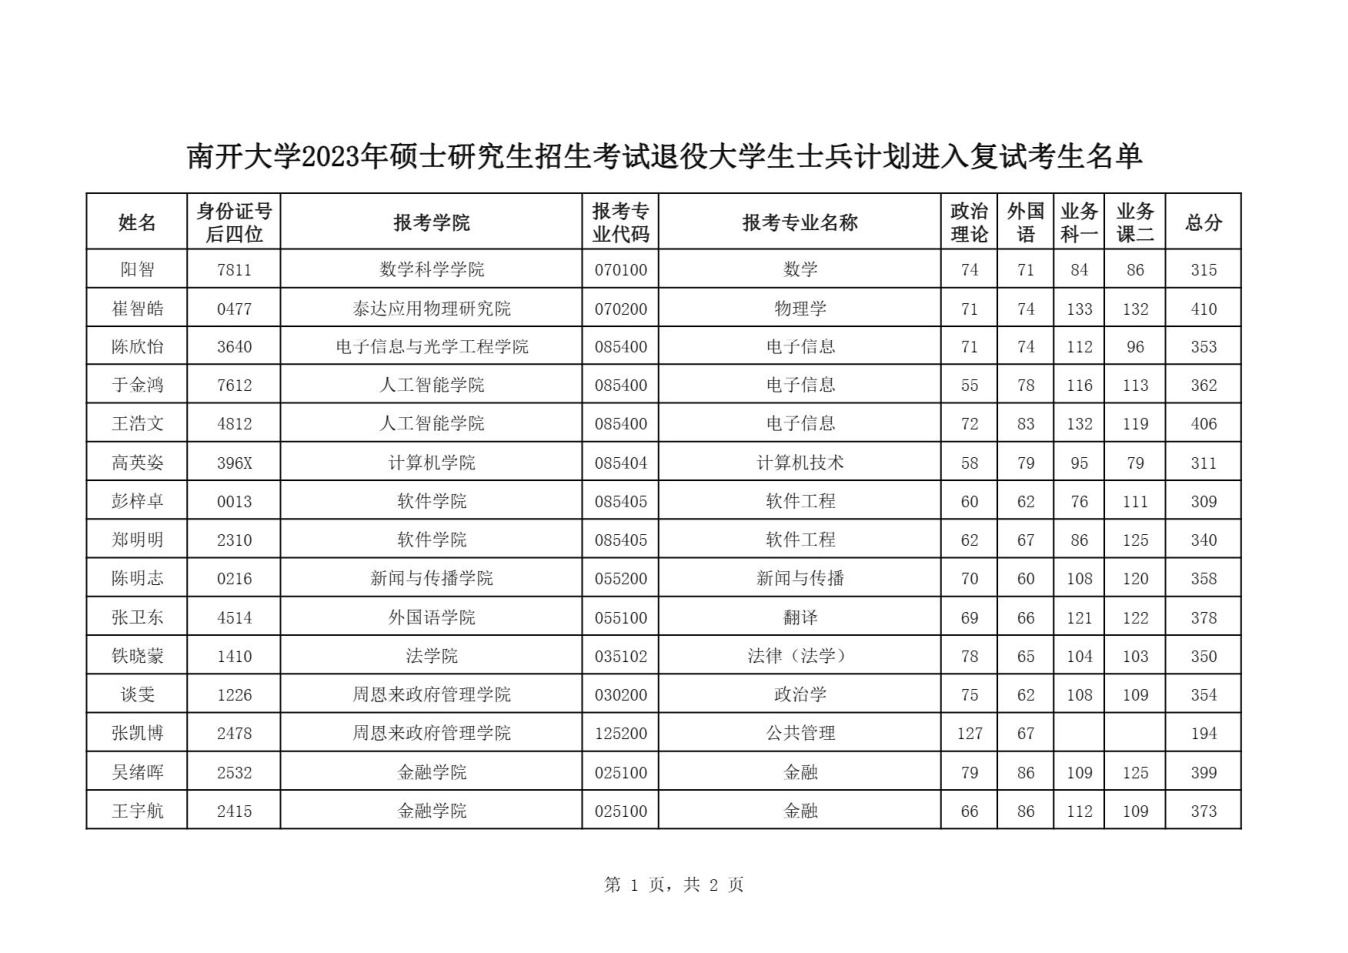 南开大学2023年硕士研究生招生考试退役大学生士兵计划进入复试考生名单
姓名 身份证号后四位 报考学院 报考专业代码 报考专业名称 政治理论 外国语 业务科一 业务课二 总分
阳智 7811 数学科学学院 070100 数学 74 71 84 86 315
崔智皓 0477 泰达应用物理研究院 070200 物理学 71 74 133 132 410
陈欣怡 3640 电子信息与光学工程学院 085400 电子信息 71 74 112 96 353
于金鸿 7612 人工智能学院 085400 电子信息 55 78 116 113 362
王浩文 4812 人工智能学院 085400 电子信息 72 83 132 119 406
高英姿 396X 计算机学院 085404 计算机技术 58 79 95 79 311
彭梓卓 0013 软件学院 085405 软件工程 60 62 76 111 309
郑明明 2310 软件学院 085405 软件工程 62 67 86 125 340
陈明志 0216 新闻与传播学院 055200 新闻与传播 70 60 108 120 358
张卫东 4514 外国语学院 055100 翻译 69 66 121 122 378
铁晓蒙 1410 法学院 035102 法律（法学） 78 65 104 103 350
谈雯 1226 周恩来政府管理学院 030200 政治学 75 62 108 109 354
张凯博 2478 周恩来政府管理学院 125200 公共管理 127 67 194
吴绪晖 2532 金融学院 025100 金融 79 86 109 125 399
王宇航 2415 金融学院 025100 金融 66 86 112 109 373
第 1 页，共 2 页